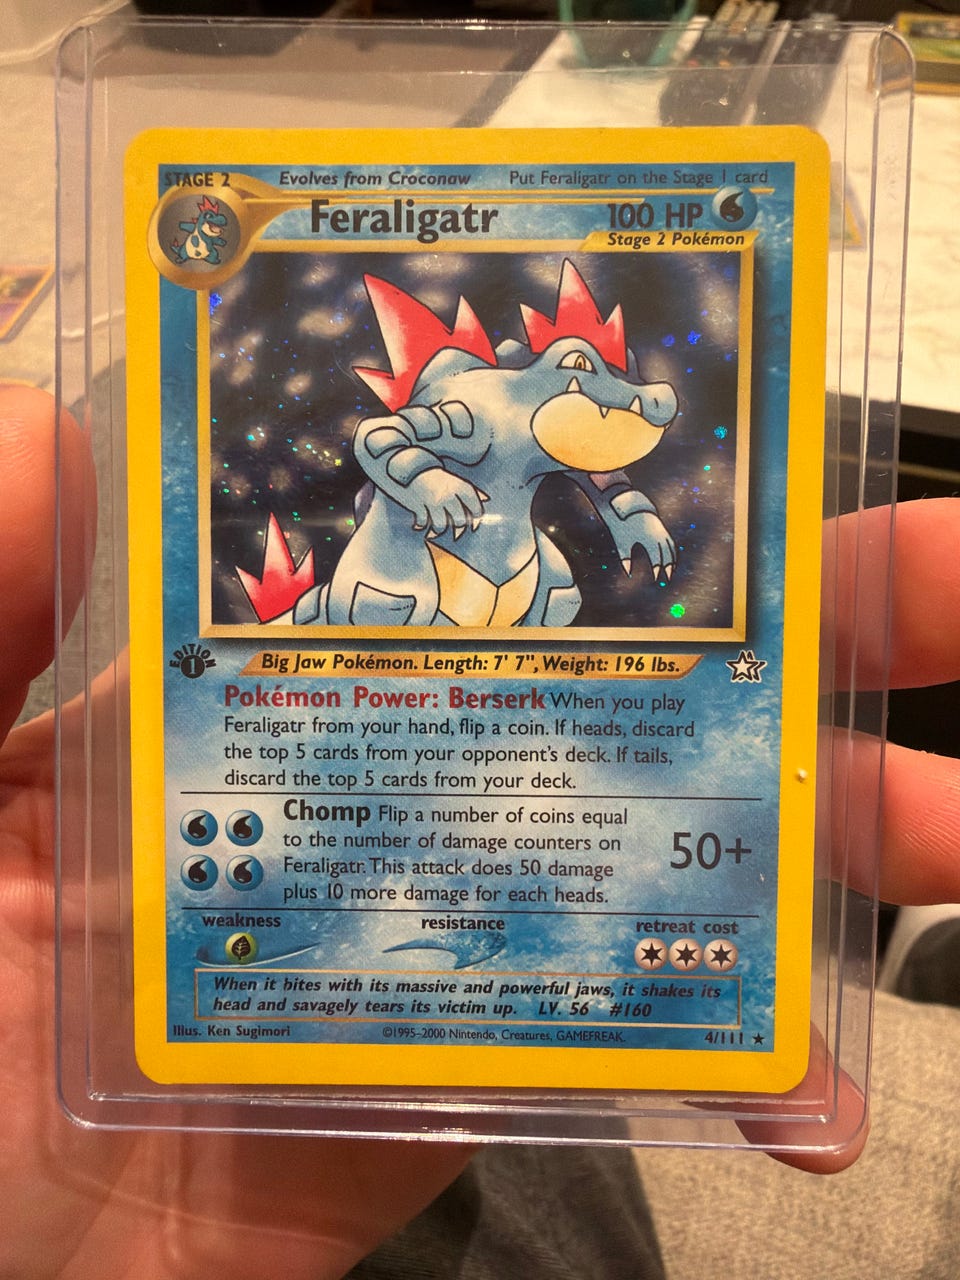 STAGE 2
Evolves from Croconaw
Put Feraligatr on the Stage 1 card
Feraligatr
100 HP
Stage 2 Pokémon
EDITION
1
Big Jaw Pokémon. Length: 7' 7", Weight: 196 lbs.
Pokémon Power: Berserk When you play
Feraligatr from your hand, flip a coin. If heads, discard
the top 5 cards from your opponent's deck. If tails,
discard the top 5 cards from your deck.
Chomp Flip a number of coins equal
to the number of damage counters on
Feraligatr. This attack does 50 damage
plus 10 more damage for each heads.
50+
weakness
resistance
retreat cost
When it bites with its massive and powerful jaws, it shakes its
head and savagely tears its victim up. LV. 56 #160
Illus. Ken Sugimori
©1995-2000 Nintendo, Creatures, GAMEFREAK.
4/111 ★